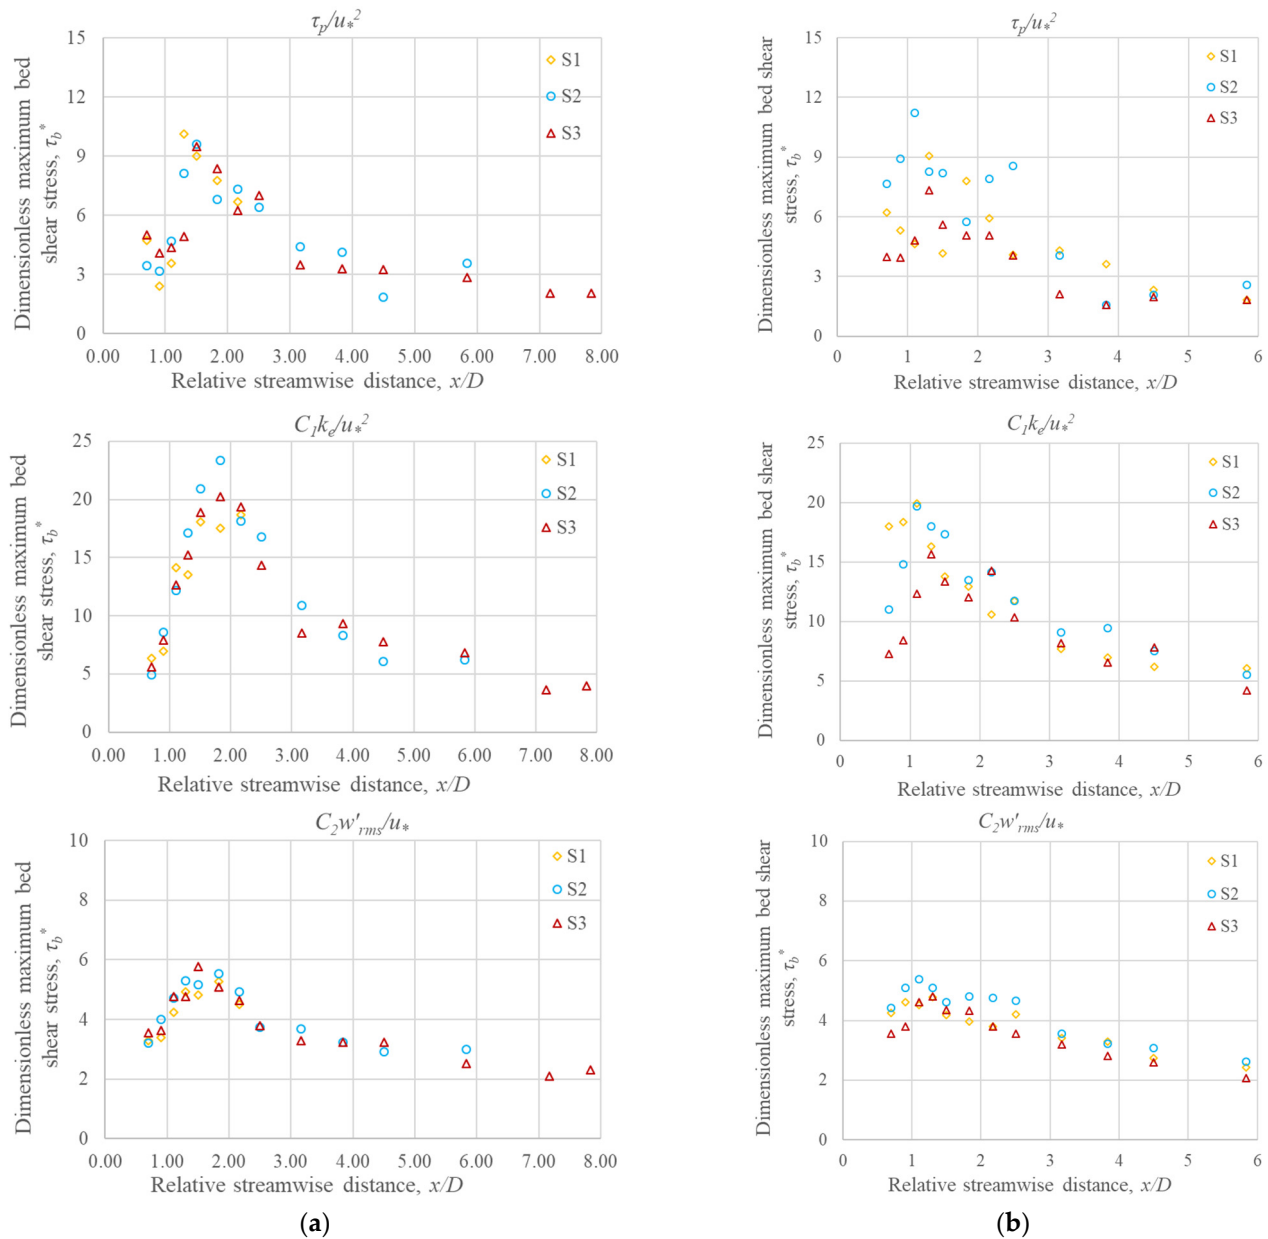 τp/u*²
Dimensionless maximum bed
shear stress, τb*
15
12
9
6
3
0
S1
S2
S3
0.00 1.00 2.00 3.00 4.00 5.00 6.00 7.00 8.00
Relative streamwise distance, x/D
τp/u*²
Dimensionless maximum bed shear
stress, τb*
15
12
9
6
3
0
S1
S2
S3
0 1 2 3 4 5 6
Relative streamwise distance, x/D
C1ke/u*²
Dimensionless maximum bed
shear stress, τb*
25
20
15
10
5
0
S1
S2
S3
0.00 1.00 2.00 3.00 4.00 5.00 6.00 7.00 8.00
Relative streamwise distance, x/D
C1ke/u*²
Dimensionless maximum bed shear
stress, τb*
25
20
15
10
5
0
S1
S2
S3
0 1 2 3 4 5 6
Relative streamwise distance, x/D
C2w'rms/u*
Dimensionless maximum bed
shear stress, τb*
10
8
6
4
2
0
S1
S2
S3
0.00 1.00 2.00 3.00 4.00 5.00 6.00 7.00 8.00
Relative streamwise distance, x/D
(a)
C2w'rms/u*
Dimensionless maximum bed shear
stress, τb*
10
8
6
4
2
0
S1
S2
S3
0 1 2 3 4 5 6
Relative streamwise distance, x/D
(b)